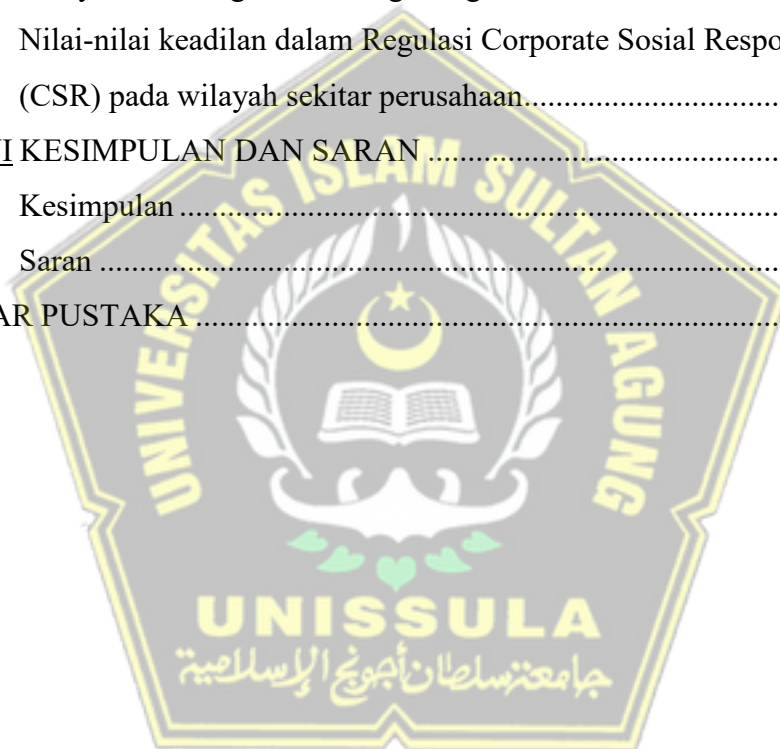 Nilai-nilai keadilan dalam Regulasi Corporate Sosial Respo
(CSR) pada wilayah sekitar perusahaan..........................................
VI KESIMPULAN DAN SARAN ..........................................
Kesimpulan ..........................................
Saran ..........................................
AR PUSTAKA ..........................................
UNIVERSITAS ISLAM SULTAN AGUNG
UNISSULA
جامعة سلطان أجونج الإسلامية